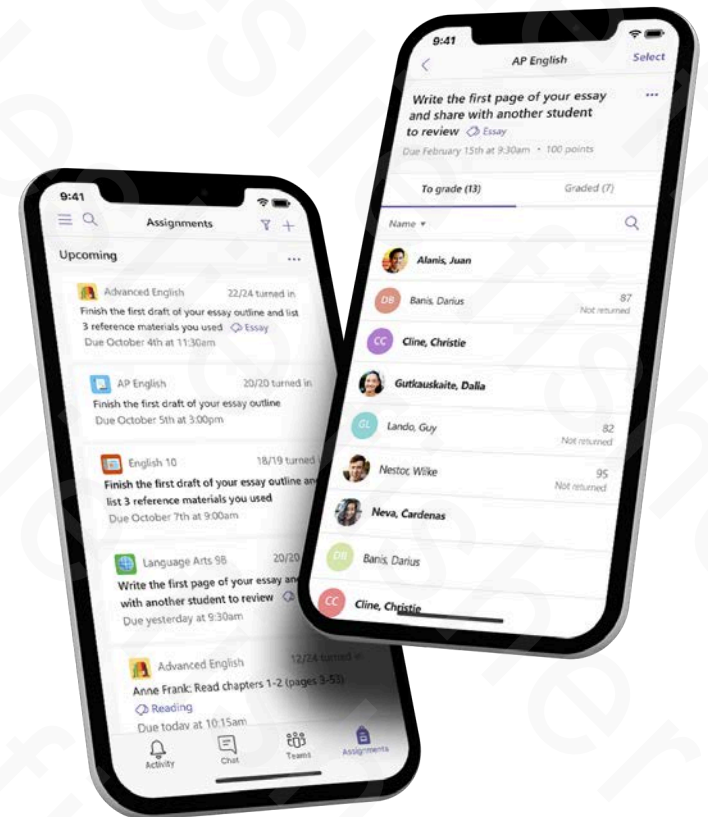 9:41
Assignments
Upcoming
...
Advanced English 22/24 turned in
Finish the first draft of your essay outline and list
3 reference materials you used Essay
Due October 4th at 11:30am
AP English 20/20 turned in
Finish the first draft of your essay outline
Due October 5th at 3:00pm
English 10 18/19 turned
Finish the first draft of your essay outline and
list 3 reference materials you used
Due October 7th at 9:00am
Language Arts 9B 20/20
Write the first page of your essay and
with another student to review
Due yesterday at 9:30am
Advanced English 12/24 turned in
Anne Frank: Read chapters 1-2 (pages 3-53)
Reading
Due today at 10:15am
Activity Chat Teams Assignments
9:41
AP English Select
Write the first page of your essay ...
and share with another student
to review Essay
Due February 15th at 9:30am • 100 points
To grade (13) Graded (7)
Name
Alanis, Juan
DB Banis, Darius 87
Not returned
CC Cline, Christie
Gutkauskaite, Dalia
GL Lando, Guy 82
Not returned
Nestor, Wilke 95
Not returned
Neva, Cardenas
DB Banis, Darius
CC Cline, Christie